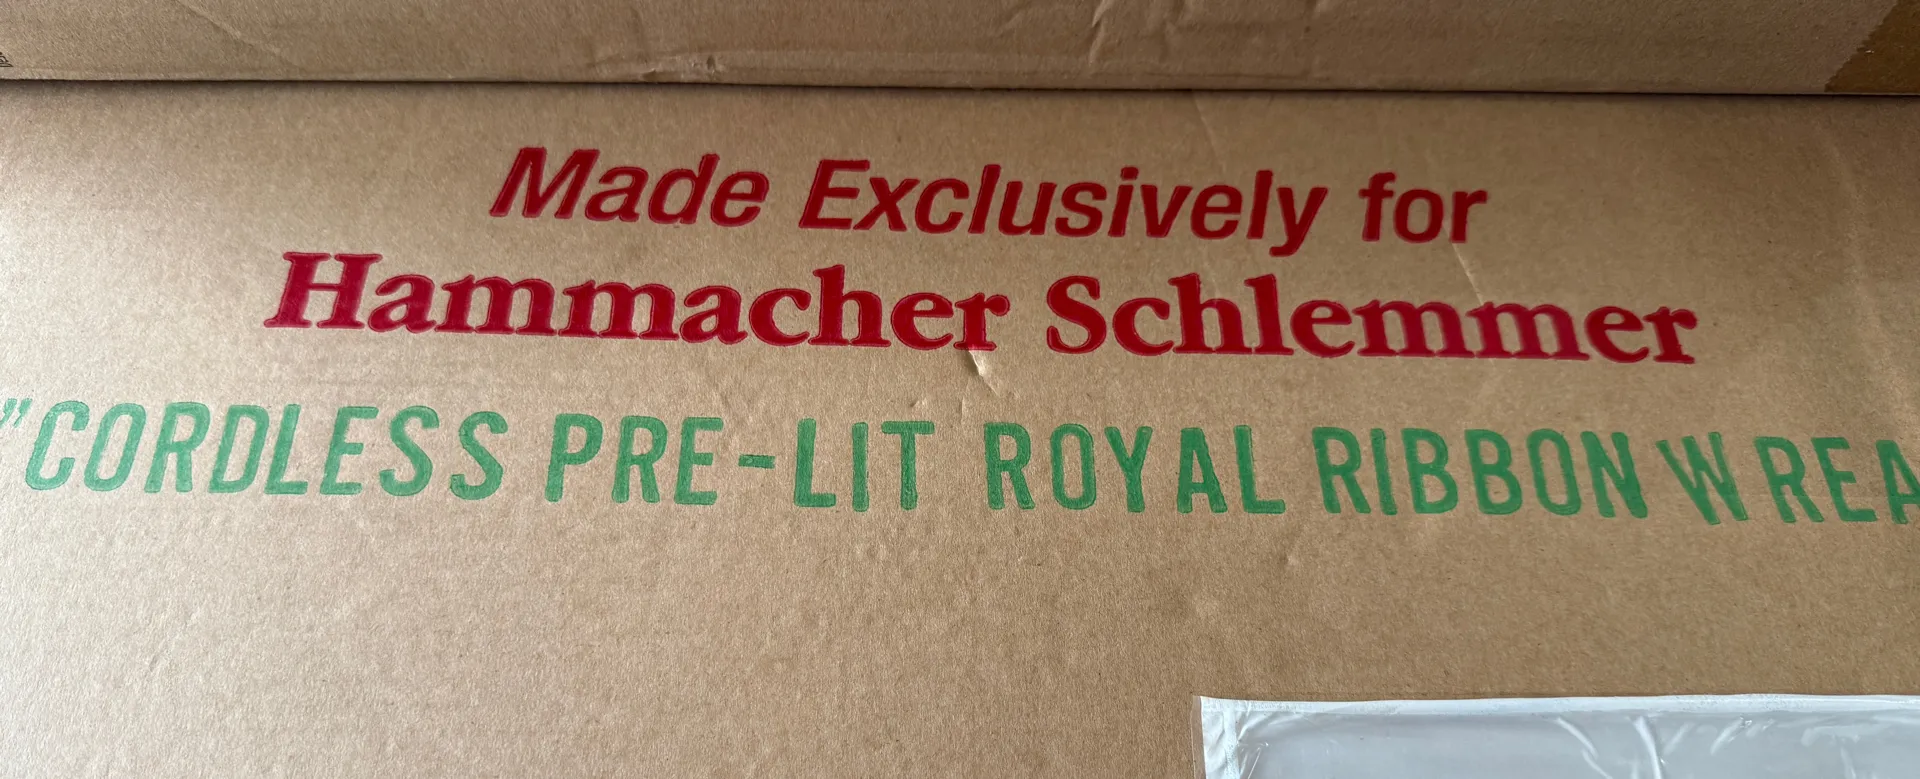 Made Exclusively for
Hammacher Schlemmer
"CORDLESS PRE-LIT ROYAL RIBBON WREA